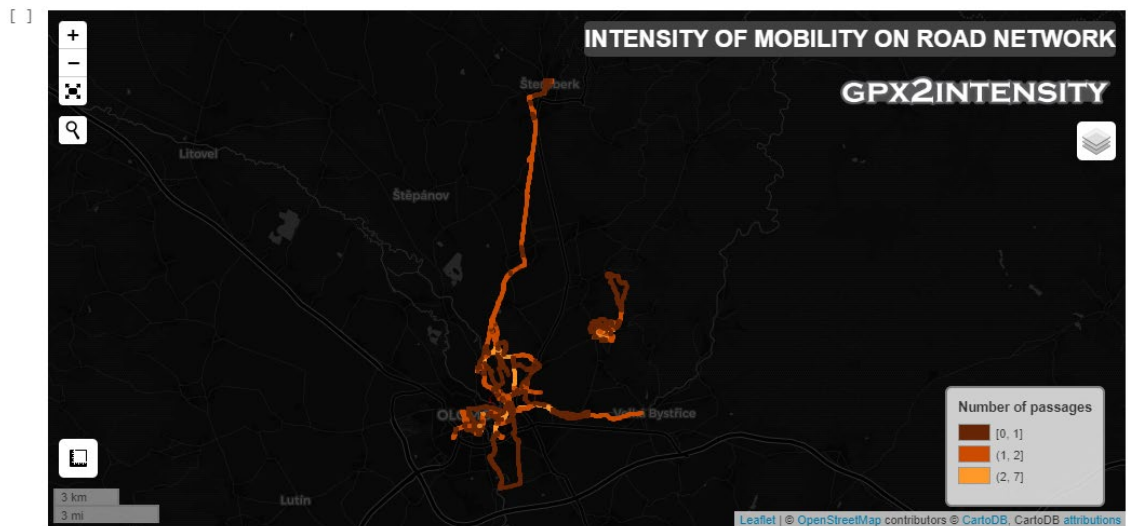 [ ]
+
−
INTENSITY OF MOBILITY ON ROAD NETWORK
GPX2INTENSITY
Litovel
Štěpánov
Velká Bystřice
Lutín
Number of passages
[0, 1]
(1, 2]
(2, 7]
3 km
3 mi
Leaflet | © OpenStreetMap contributors © CartoDB, CartoDB attributions